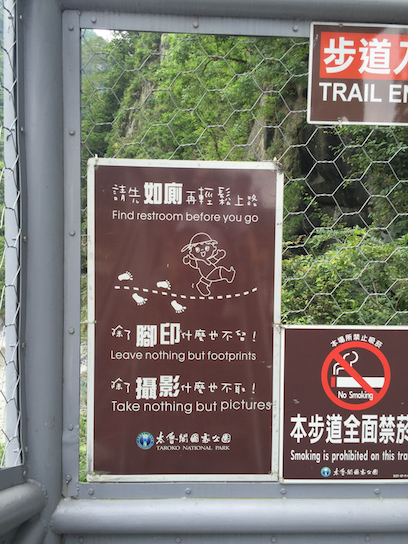 步道入
TRAIL EN
請先如廁再輕鬆上路
Find restroom before you go
除了腳印什麼也不留！
Leave nothing but footprints
除了攝影什麼也不取！
Take nothing but pictures
太魯閣國家公園
TAROKO NATIONAL PARK
本場所禁止吸菸
No Smoking
本步道全面禁菸
Smoking is prohibited on this tra
太魯閣國家公園